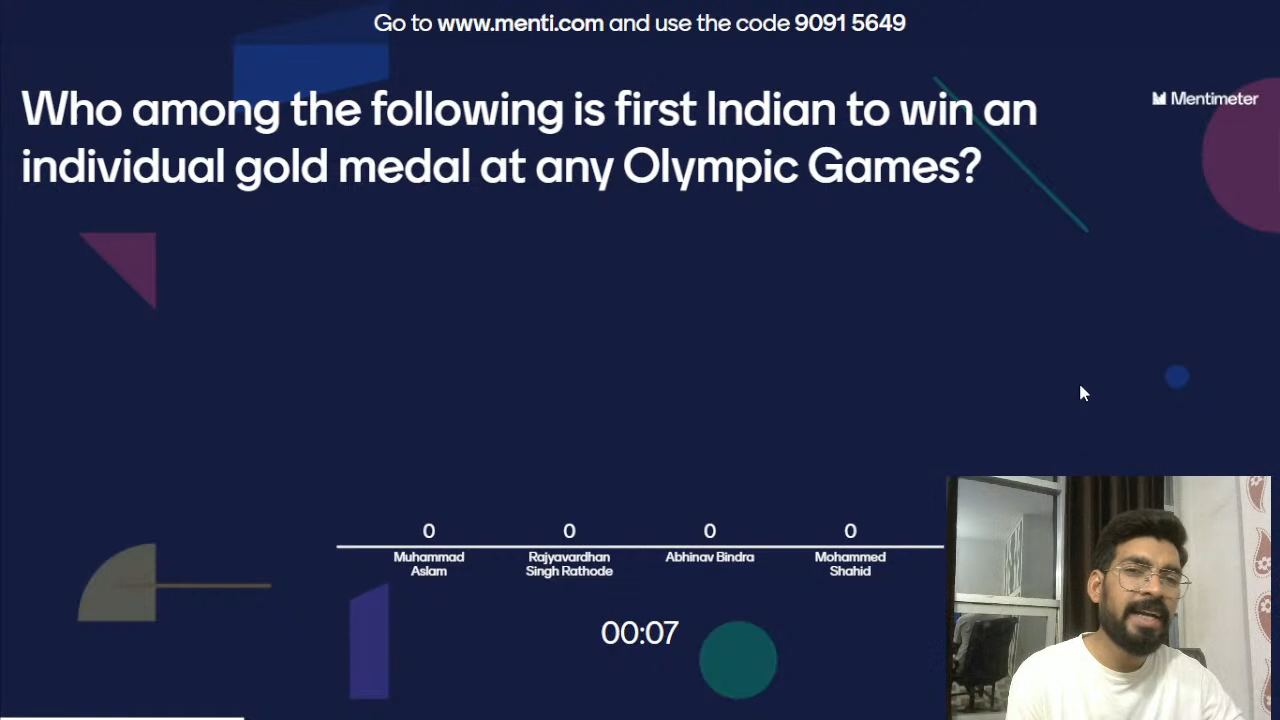 Go to www.menti.com and use the code 9091 5649
Who among the following is first Indian to win an
individual gold medal at any Olympic Games?
Mentimeter
0
0
0
0
Muhammad
Aslam
Rajyavardhan
Singh Rathode
Abhinav Bindra
Mohammed
Shahid
00:07